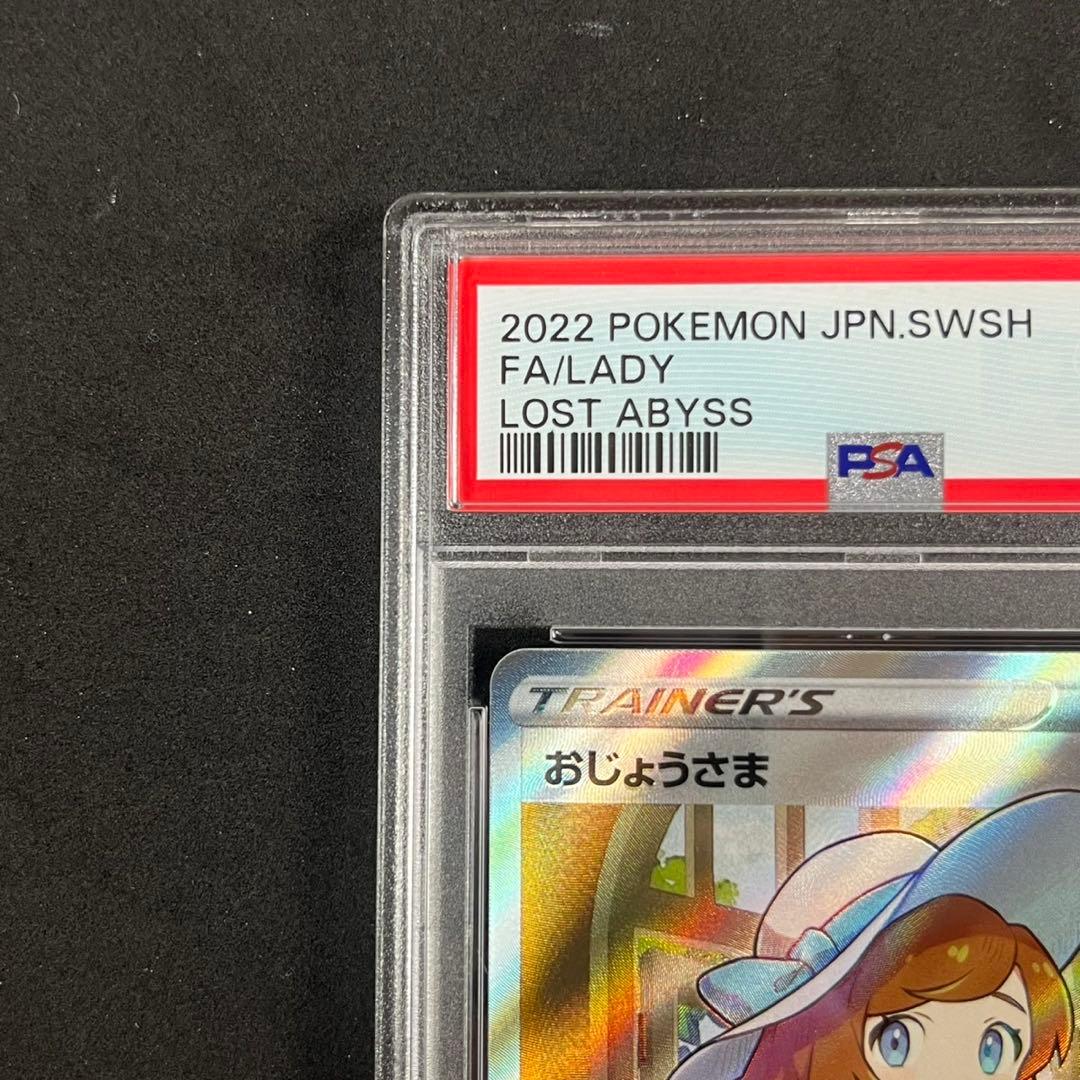 2022 POKEMON JPN.SWSH
FA/LADY
LOST ABYSS
PSA
TRAINER'S
おじょうさま